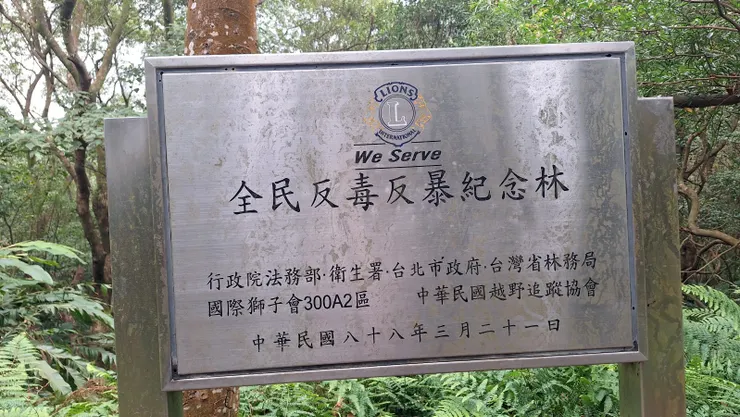 LIONS
INTERNATIONAL
We Serve
全民反毒反暴紀念林
行政院法務部·衛生署·台北市政府·台灣省林務局
國際獅子會300A2區 中華民國越野追蹤協會
中華民國八十八年三月二十一日